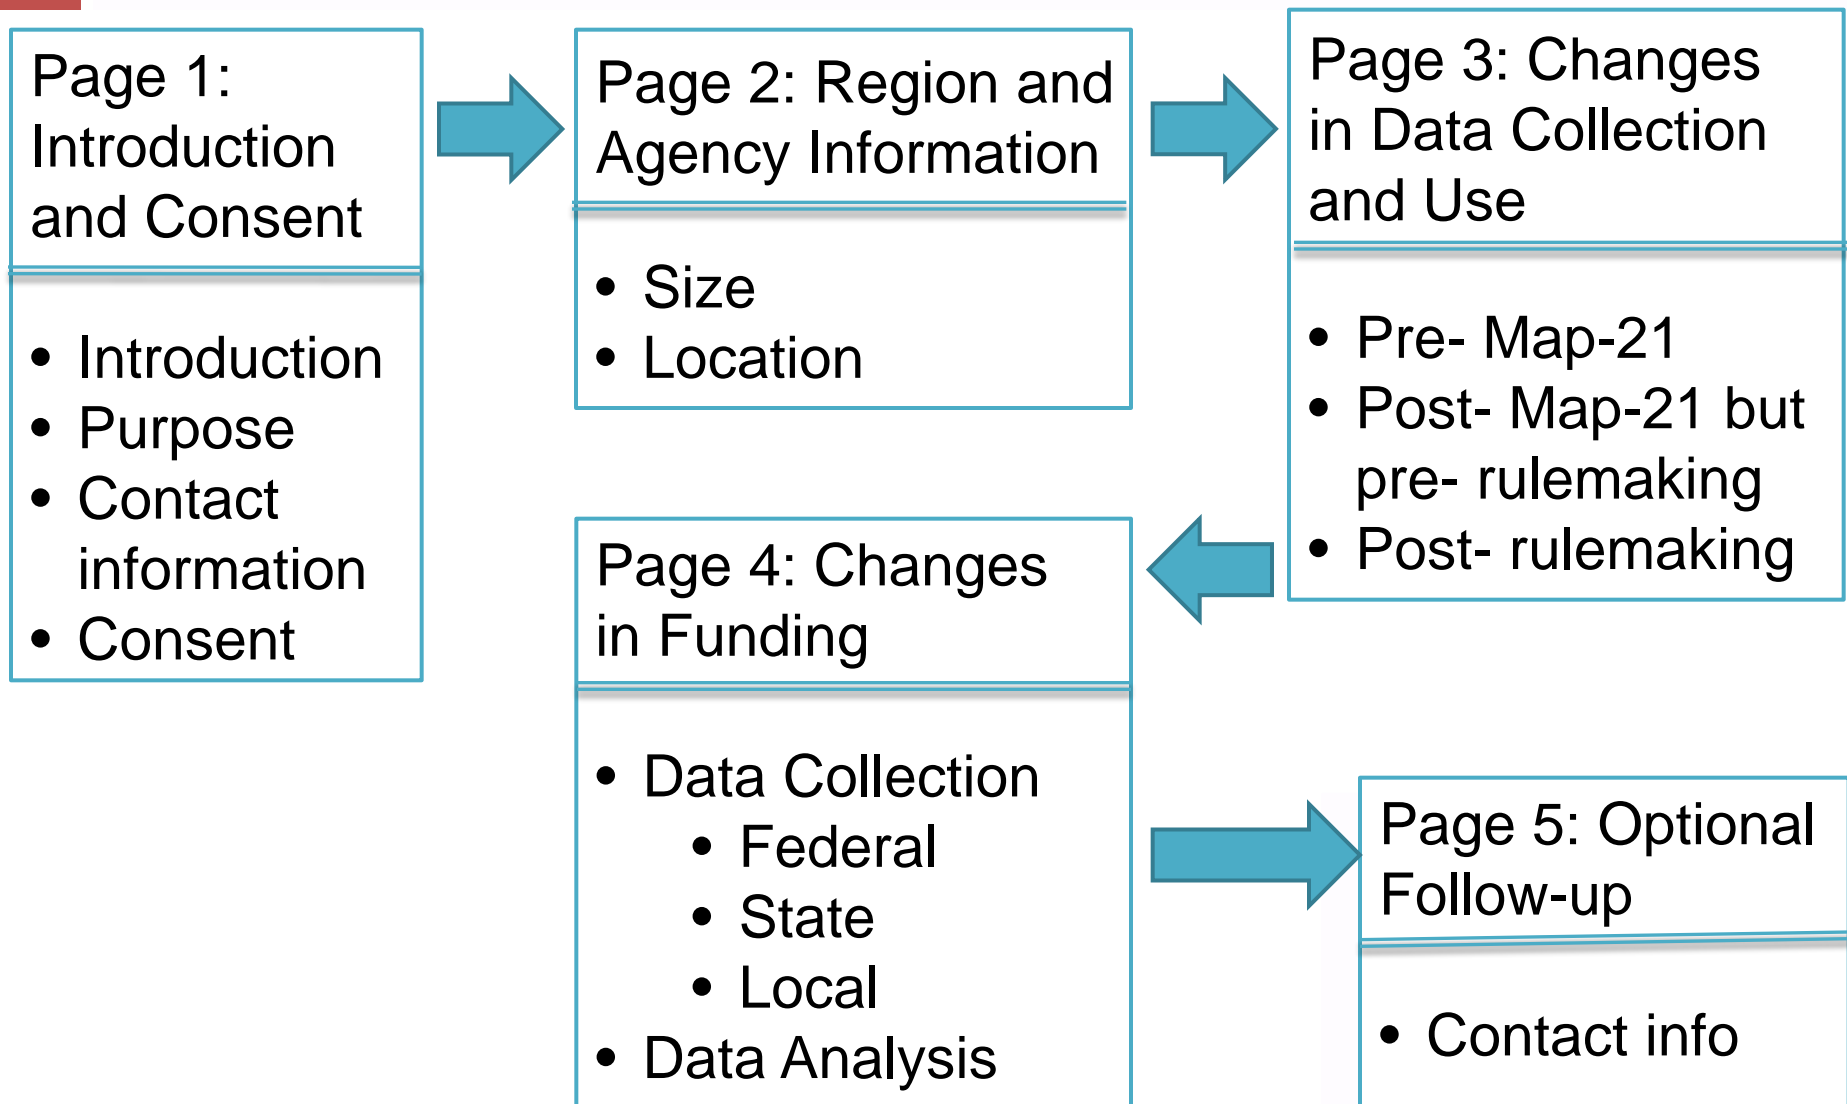 Page 1:
Introduction
and Consent
• Introduction
• Purpose
• Contact
information
• Consent
Page 2: Region and
Agency Information
• Size
• Location
Page 3: Changes
in Data Collection
and Use
• Pre- Map-21
• Post- Map-21 but
pre- rulemaking
• Post- rulemaking
Page 4: Changes
in Funding
• Data Collection
• Federal
• State
• Local
• Data Analysis
Page 5: Optional
Follow-up
• Contact info